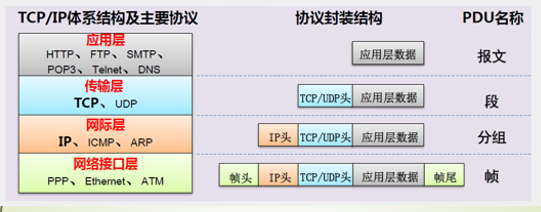 TCP/IP体系结构及主要协议 协议封装结构 PDU名称
应用层
HTTP、 FTP、 SMTP、
POP3、 Telnet、 DNS
应用层数据
报文
传输层
TCP、 UDP
TCP/UDP头 应用层数据
段
网际层
IP、 ICMP、 ARP
IP头 TCP/UDP头 应用层数据
分组
网络接口层
PPP、 Ethernet、 ATM
帧头 IP头 TCP/UDP头 应用层数据 帧尾
帧